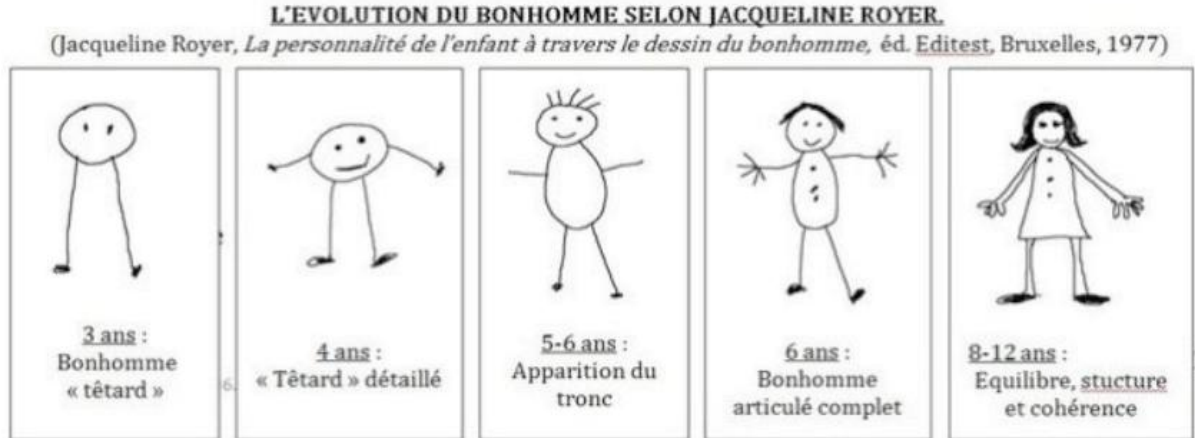 L'EVOLUTION DU BONHOMME SELON JACQUELINE ROYER.
(Jacqueline Royer, La personnalité de l'enfant à travers le dessin du bonhomme, éd. Editest, Bruxelles, 1977)
3 ans :
Bonhomme
« têtard »
4 ans :
« Têtard » détaillé
5-6 ans :
Apparition du
tronc
6 ans :
Bonhomme
articulé complet
8-12 ans :
Equilibre, stucture
et cohérence
6.